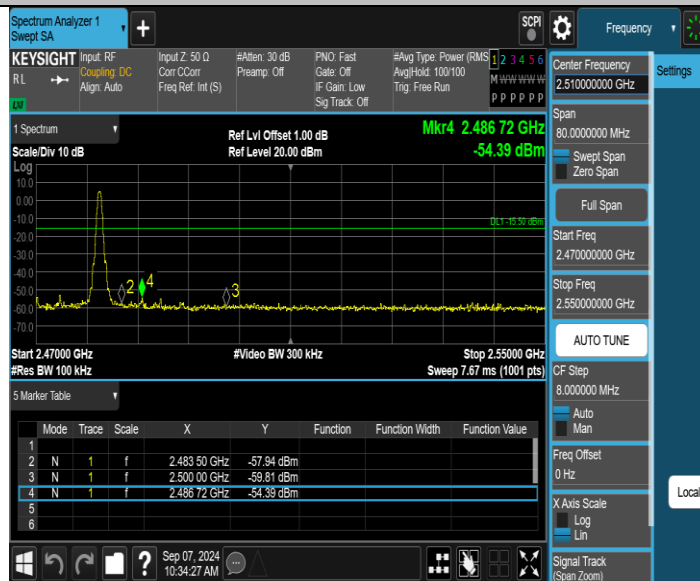 Spectrum Analyzer 1
Swept SA
SCPI
Frequency
KEYSIGHT
RL
LXI
Input: RF
Coupling: DC
Align: Auto
Input Z: 50 Ω
Corr CCorr
Freq Ref: Int (S)
#Atten: 30 dB
Preamp: Off
PNO: Fast
Gate: Off
IF Gain: Low
Sig Track: Off
#Avg Type: Power (RMS
Avg|Hold: 100/100
Trig: Free Run
1 2 3 4 5 6
M W W W W W
P P P P P P
Settings
1 Spectrum
Scale/Div 10 dB
Ref Lvl Offset 1.00 dB
Ref Level 20.00 dBm
Mkr4 2.486 72 GHz
-54.39 dBm
Log
10.0
0.00
-10.0
-20.0
-30.0
-40.0
-50.0
-60.0
-70.0
DL1 -15.50 dBm
2
4
3
Start 2.47000 GHz
#Res BW 100 kHz
#Video BW 300 kHz
Stop 2.55000 GHz
Sweep 7.67 ms (1001 pts)
5 Marker Table
Mode Trace Scale X Y Function Function Width Function Value
1
2 N 1 f 2.483 50 GHz -57.94 dBm
3 N 1 f 2.500 00 GHz -59.81 dBm
4 N 1 f 2.486 72 GHz -54.39 dBm
5
6
Sep 07, 2024
10:34:27 AM
Center Frequency
2.510000000 GHz
Span
80.0000000 MHz
Swept Span
Zero Span
Full Span
Start Freq
2.470000000 GHz
Stop Freq
2.550000000 GHz
AUTO TUNE
CF Step
8.000000 MHz
Auto
Man
Freq Offset
0 Hz
X Axis Scale
Log
Lin
Signal Track
(Span Zoom)
Local